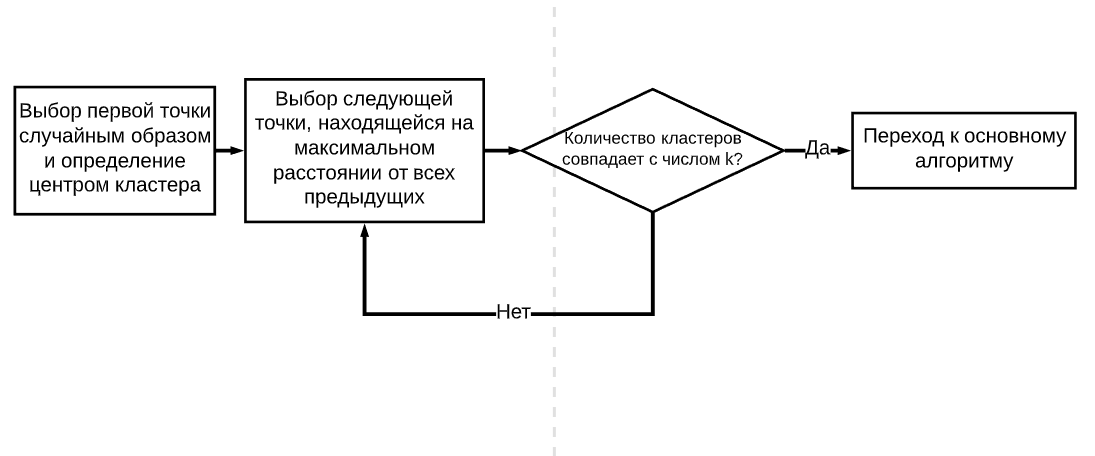 Выбор первой точки
случайным образом
и определение
центром кластера
Выбор следующей
точки, находящейся на
максимальном
расстоянии от всех
предыдущих
Количество кластеров
совпадает с числом k?
Да
Переход к основному
алгоритму
Нет